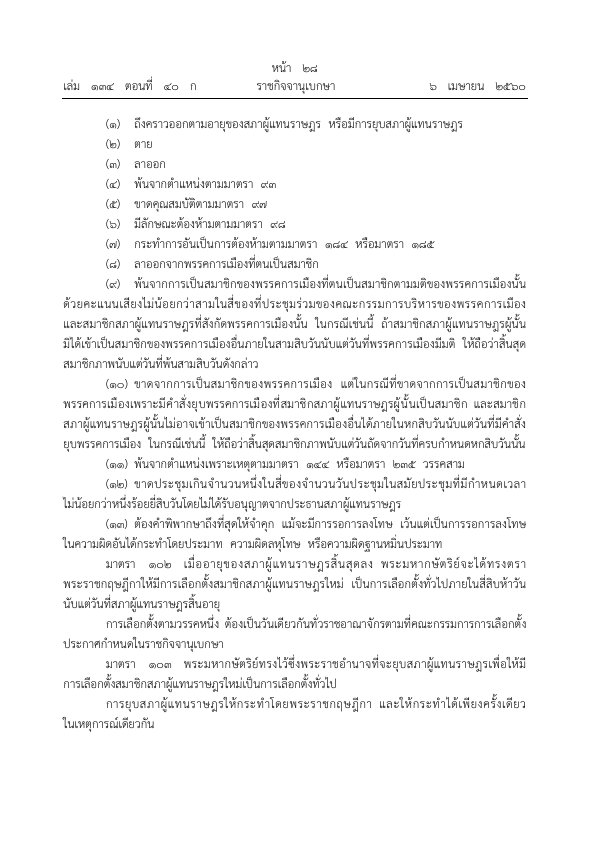 หน้า ๒๘
เล่ม ๑๓๔ ตอนที่ ๔๐ ก ราชกิจจานุเบกษา ๖ เมษายน ๒๕๖๐
(๑) ถึงคราวออกตามอายุของสภาผู้แทนราษฎร หรือมีการยุบสภาผู้แทนราษฎร
(๒) ตาย
(๓) ลาออก
(๔) พ้นจากตำแหน่งตามมาตรา ๙๓
(๕) ขาดคุณสมบัติตามมาตรา ๙๗
(๖) มีลักษณะต้องห้ามตามมาตรา ๙๘
(๗) กระทำการอันเป็นการต้องห้ามตามมาตรา ๑๘๔ หรือมาตรา ๑๘๕
(๘) ลาออกจากพรรคการเมืองที่ตนเป็นสมาชิก
(๙) พ้นจากการเป็นสมาชิกของพรรคการเมืองที่ตนเป็นสมาชิกตามมติของพรรคการเมืองนั้น
ด้วยคะแนนเสียงไม่น้อยกว่าสามในสี่ของที่ประชุมร่วมของคณะกรรมการบริหารของพรรคการเมือง
และสมาชิกสภาผู้แทนราษฎรที่สังกัดพรรคการเมืองนั้น ในกรณีเช่นนี้ ถ้าสมาชิกสภาผู้แทนราษฎรผู้นั้น
มิได้เข้าเป็นสมาชิกของพรรคการเมืองอื่นภายในสามสิบวันนับแต่วันที่พรรคการเมืองมีมติ ให้ถือว่าสิ้นสุด
สมาชิกภาพนับแต่วันที่พ้นสามสิบวันดังกล่าว
(๑๐) ขาดจากการเป็นสมาชิกของพรรคการเมือง แต่ในกรณีที่ขาดจากการเป็นสมาชิกของ
พรรคการเมืองเพราะมีคำสั่งยุบพรรคการเมืองที่สมาชิกสภาผู้แทนราษฎรผู้นั้นเป็นสมาชิก และสมาชิก
สภาผู้แทนราษฎรผู้นั้นไม่อาจเข้าเป็นสมาชิกของพรรคการเมืองอื่นได้ภายในหกสิบวันนับแต่วันที่มีคำสั่ง
ยุบพรรคการเมือง ในกรณีเช่นนี้ ให้ถือว่าสิ้นสุดสมาชิกภาพนับแต่วันถัดจากวันที่ครบกำหนดหกสิบวันนั้น
(๑๑) พ้นจากตำแหน่งเพราะเหตุตามมาตรา ๑๔๔ หรือมาตรา ๒๓๕ วรรคสาม
(๑๒) ขาดประชุมเกินจำนวนหนึ่งในสี่ของจำนวนวันประชุมในสมัยประชุมที่มีกำหนดเวลา
ไม่น้อยกว่าหนึ่งร้อยยี่สิบวันโดยไม่ได้รับอนุญาตจากประธานสภาผู้แทนราษฎร
(๑๓) ต้องคำพิพากษาถึงที่สุดให้จำคุก แม้จะมีการรอการลงโทษ เว้นแต่เป็นการรอการลงโทษ
ในความผิดอันได้กระทำโดยประมาท ความผิดลหุโทษ หรือความผิดฐานหมิ่นประมาท
มาตรา ๑๐๒ เมื่ออายุของสภาผู้แทนราษฎรสิ้นสุดลง พระมหากษัตริย์จะได้ทรงตรา
พระราชกฤษฎีกาให้มีการเลือกตั้งสมาชิกสภาผู้แทนราษฎรใหม่ เป็นการเลือกตั้งทั่วไปภายในสี่สิบห้าวัน
นับแต่วันที่สภาผู้แทนราษฎรสิ้นอายุ
การเลือกตั้งตามวรรคหนึ่ง ต้องเป็นวันเดียวกันทั่วราชอาณาจักรตามที่คณะกรรมการการเลือกตั้ง
ประกาศกำหนดในราชกิจจานุเบกษา
มาตรา ๑๐๓ พระมหากษัตริย์ทรงไว้ซึ่งพระราชอำนาจที่จะยุบสภาผู้แทนราษฎรเพื่อให้มี
การเลือกตั้งสมาชิกสภาผู้แทนราษฎรใหม่เป็นการเลือกตั้งทั่วไป
การยุบสภาผู้แทนราษฎรให้กระทำโดยพระราชกฤษฎีกา และให้กระทำได้เพียงครั้งเดียว
ในเหตุการณ์เดียวกัน